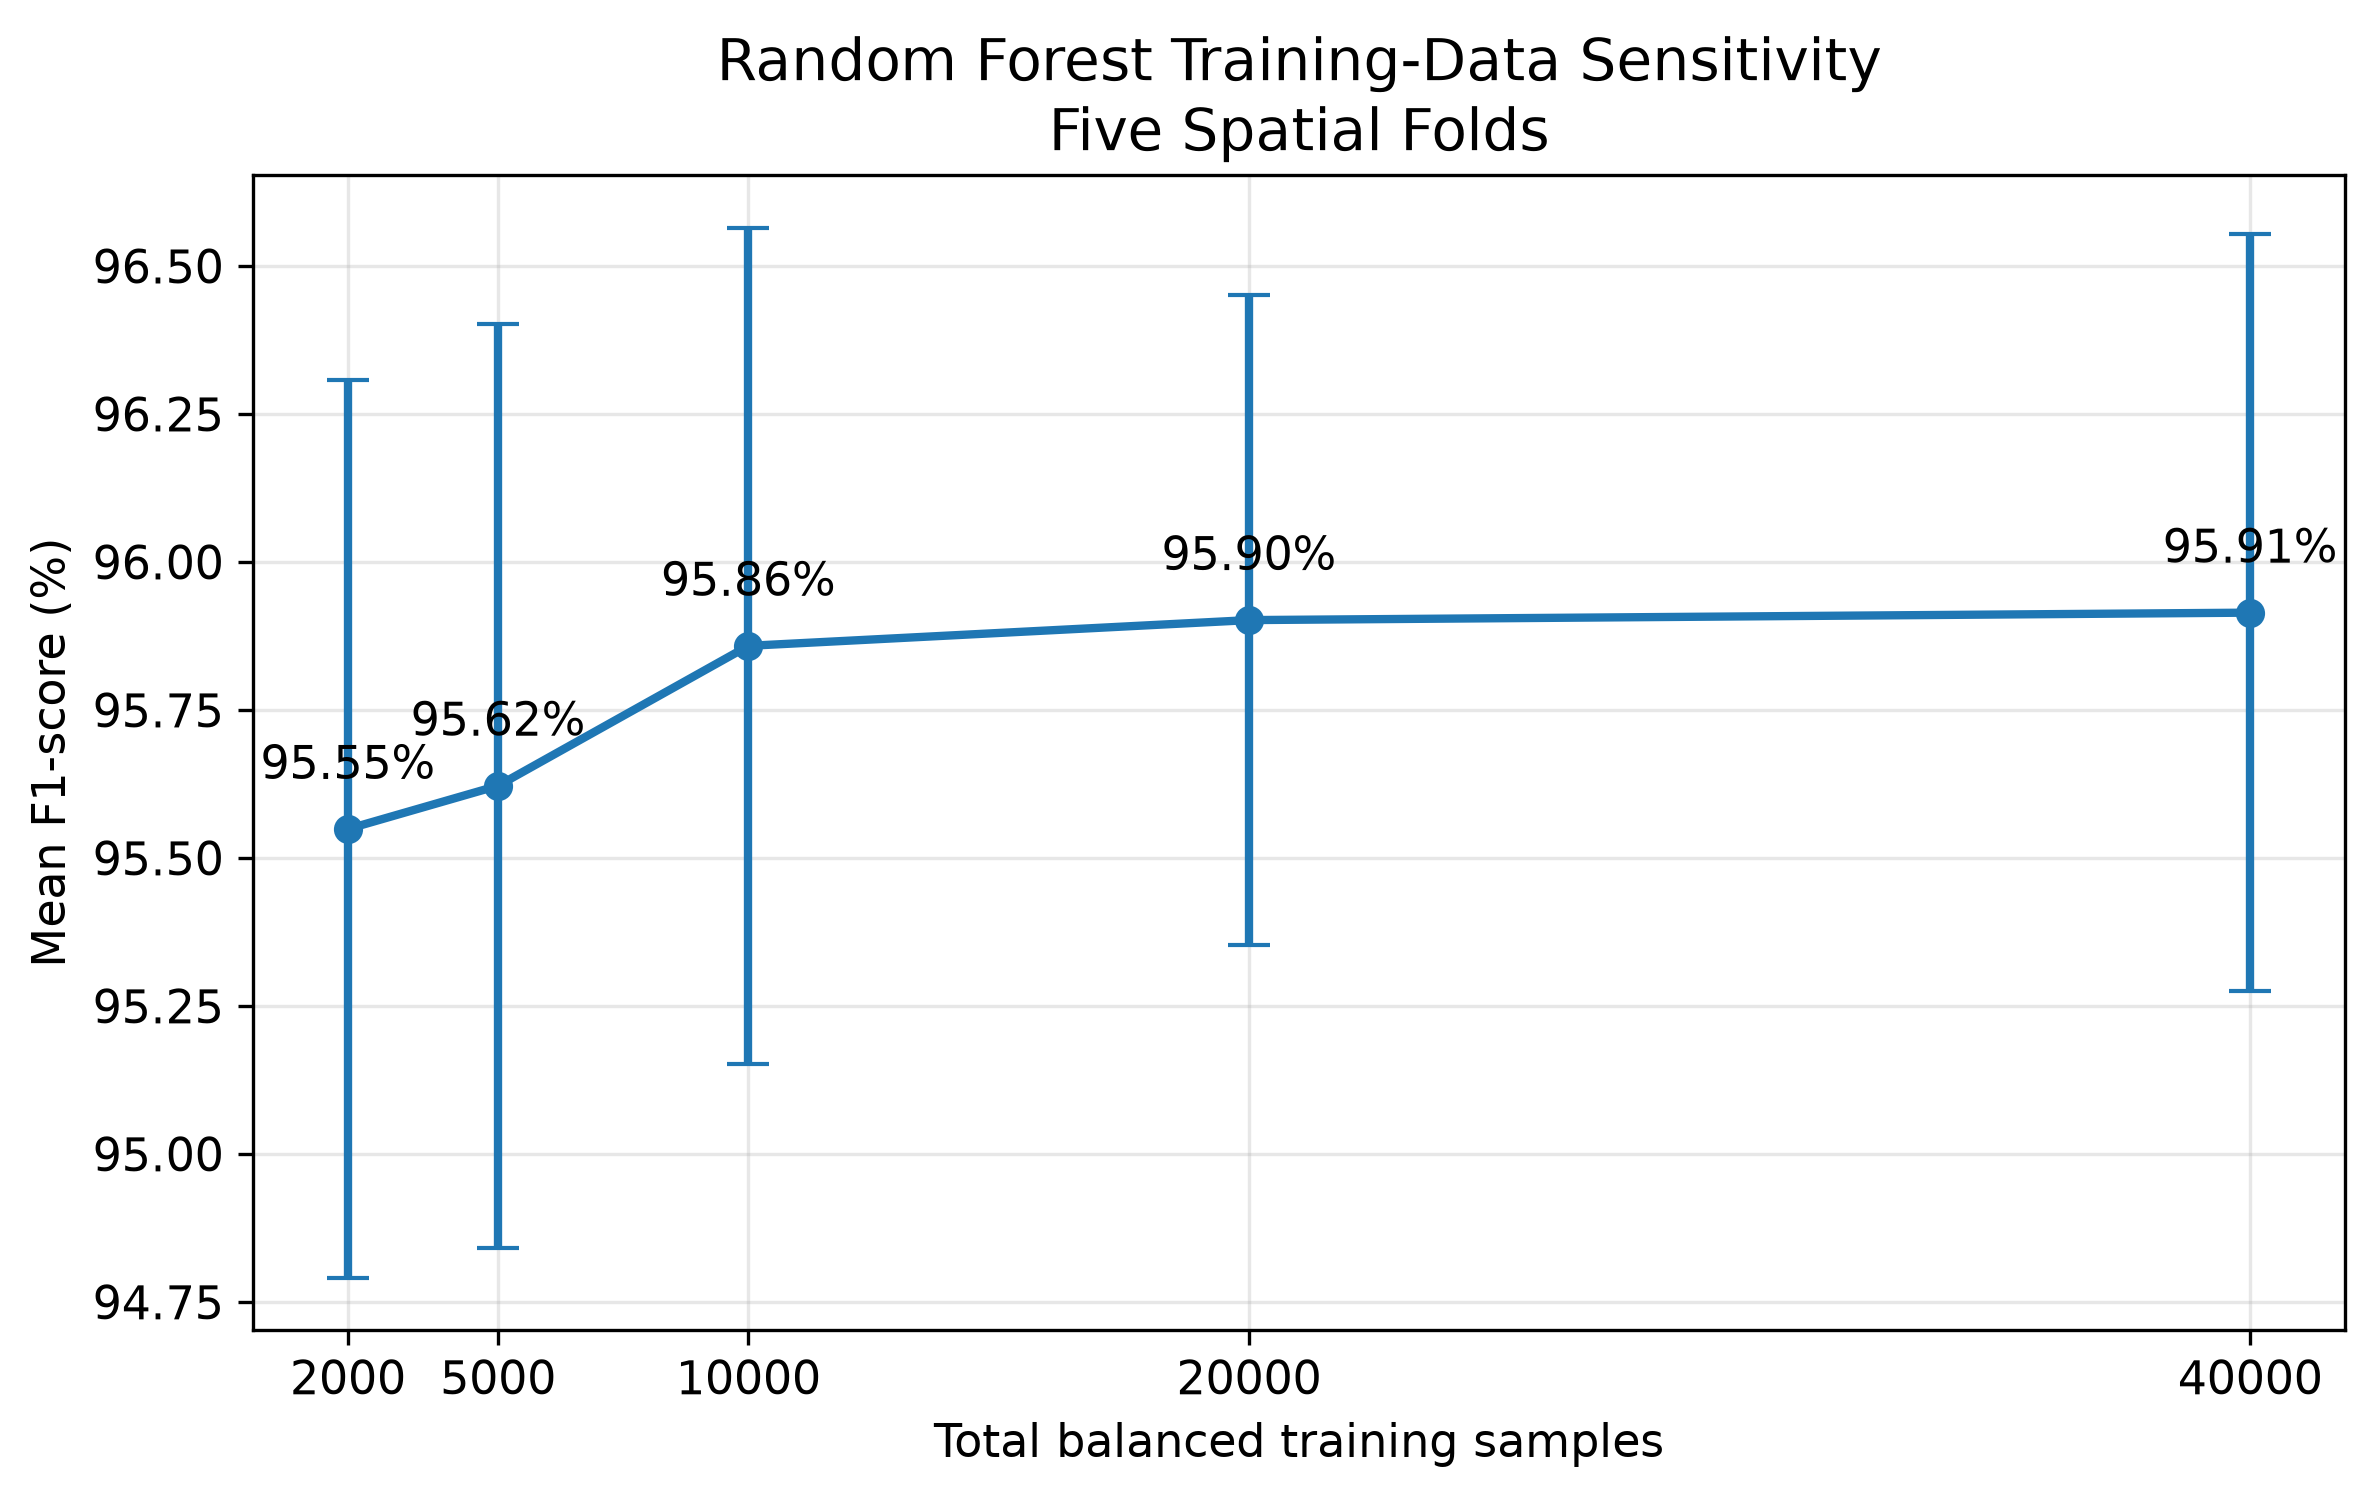 Random Forest Training-Data Sensitivity
Five Spatial Folds
Mean F1-score (%)
96.50
96.25
96.00
95.75
95.50
95.25
95.00
94.75
95.55%
95.62%
95.86%
95.90%
95.91%
2000 5000 10000 20000 40000
Total balanced training samples